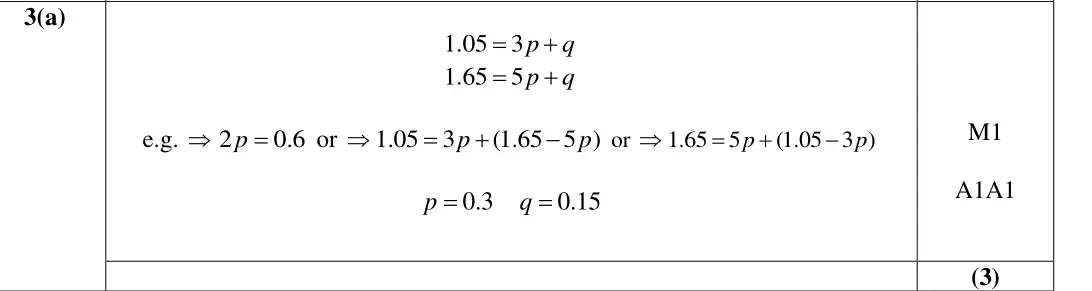 3(a)
1.05 = 3p + q
1.65 = 5p + q
e.g. ⇒ 2p = 0.6 or ⇒ 1.05 = 3p + (1.65 − 5p) or ⇒ 1.65 = 5p + (1.05 − 3p)
M1
p = 0.3 q = 0.15
A1A1
(3)